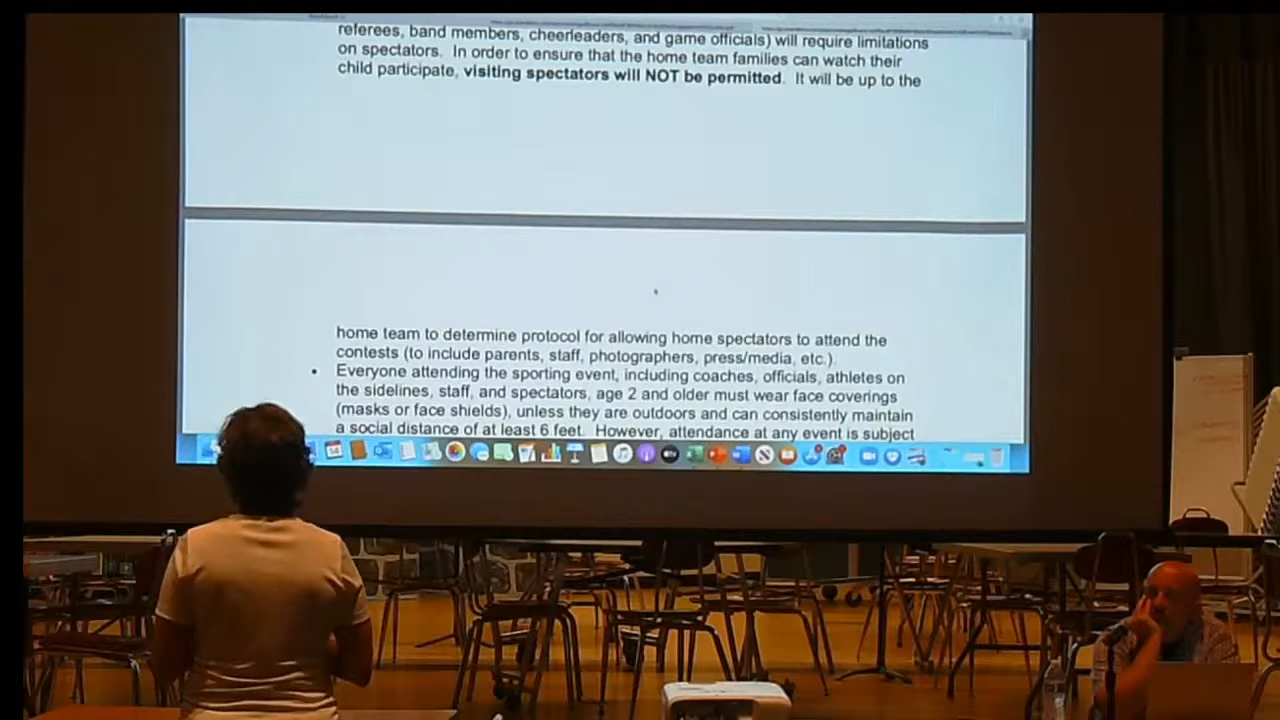 referees, band members, cheerleaders, and game officials) will require limitations
on spectators. In order to ensure that the home team families can watch their
child participate, visiting spectators will NOT be permitted. It will be up to the
home team to determine protocol for allowing home spectators to attend the
contests (to include parents, staff, photographers, press/media, etc.).
• Everyone attending the sporting event, including coaches, officials, athletes on
the sidelines, staff, and spectators, age 2 and older must wear face coverings
(masks or face shields), unless they are outdoors and can consistently maintain
a social distance of at least 6 feet. However, attendance at any event is subject